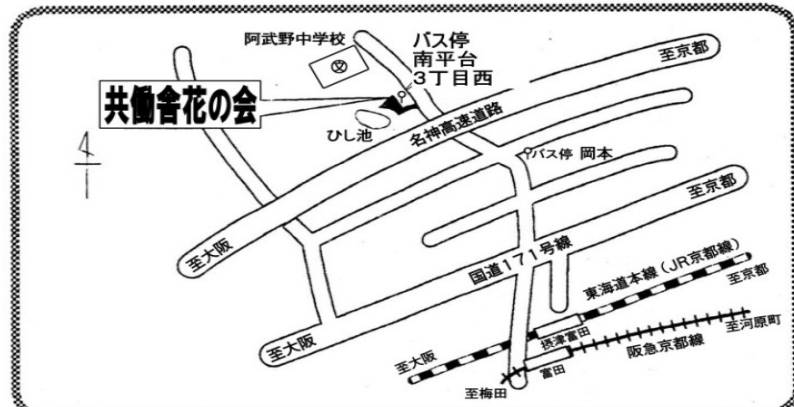 阿武野中学校
文
バス停
南平台
3丁目西
至京都
共働舎花の会
ひし池
名神高速道路
バス停 岡本
至京都
至大阪
国道171号線
東海道本線(JR京都線)
至京都
摂津富田
至河原町
至大阪
至大阪
阪急京都線
富田
至梅田